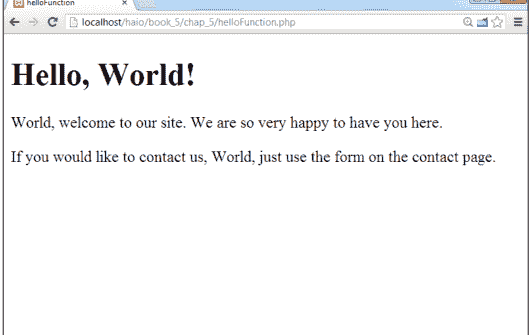 helloFunction
localhost/haio/book_5/chap_5/helloFunction.php
Hello, World!
World, welcome to our site. We are so very happy to have you here.
If you would like to contact us, World, just use the form on the contact page.